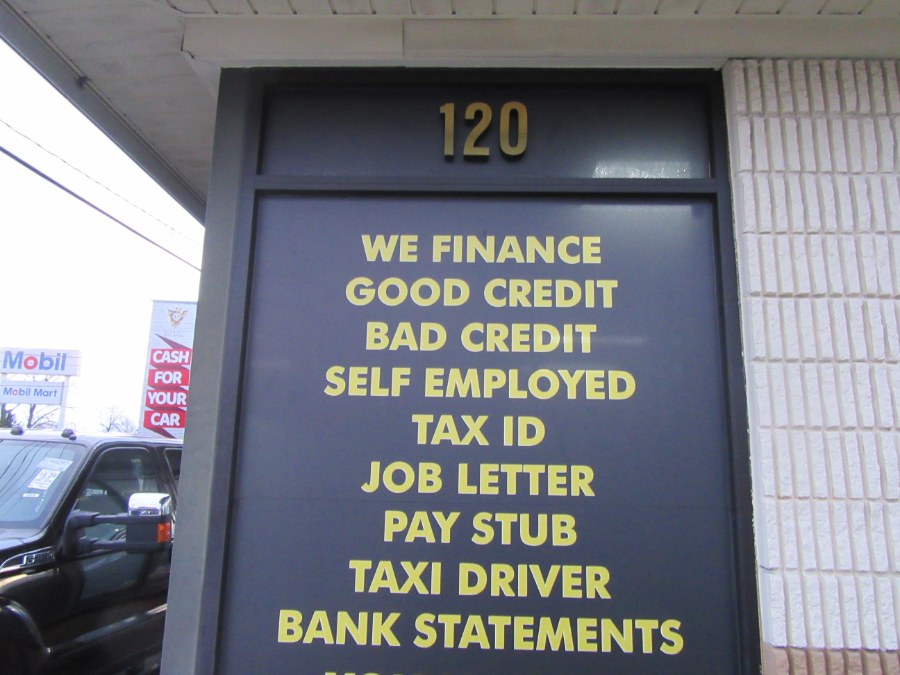 120
WE FINANCE
GOOD CREDIT
BAD CREDIT
SELF EMPLOYED
TAX ID
JOB LETTER
PAY STUB
TAXI DRIVER
BANK STATEMENTS
Mobil
Mobil Mart
CASH
FOR
YOUR
CAR